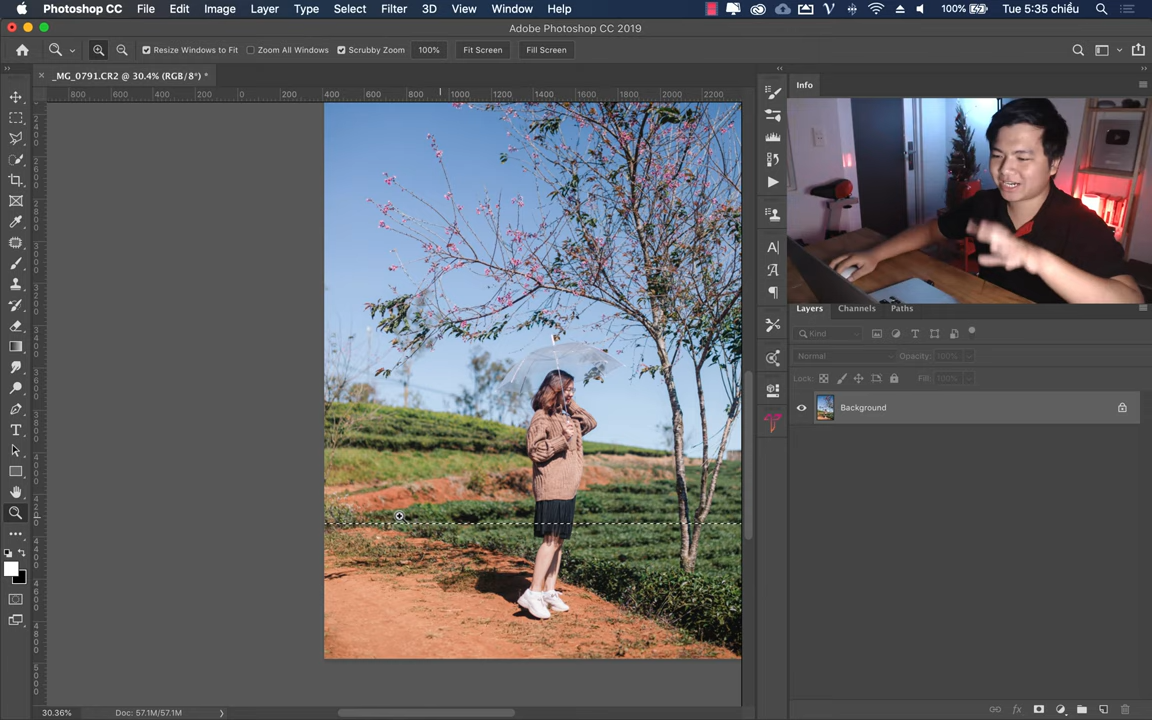 Photoshop CC File Edit Image Layer Type Select Filter 3D View Window Help 100% Tue 5:35 chiều
Adobe Photoshop CC 2019
Resize Windows to Fit Zoom All Windows Scrubby Zoom 100% Fit Screen Fill Screen
_MG_0791.CR2 @ 30.4% (RGB/8*) *
Info
800 600 400 200 0 200 400 600 800 1000 1200 1400 1600 1800 2000 2200
Layers Channels Paths
Kind
Normal Opacity: 100%
Lock: Fill: 100%
Background
30.36% Doc: 57.1M/57.1M